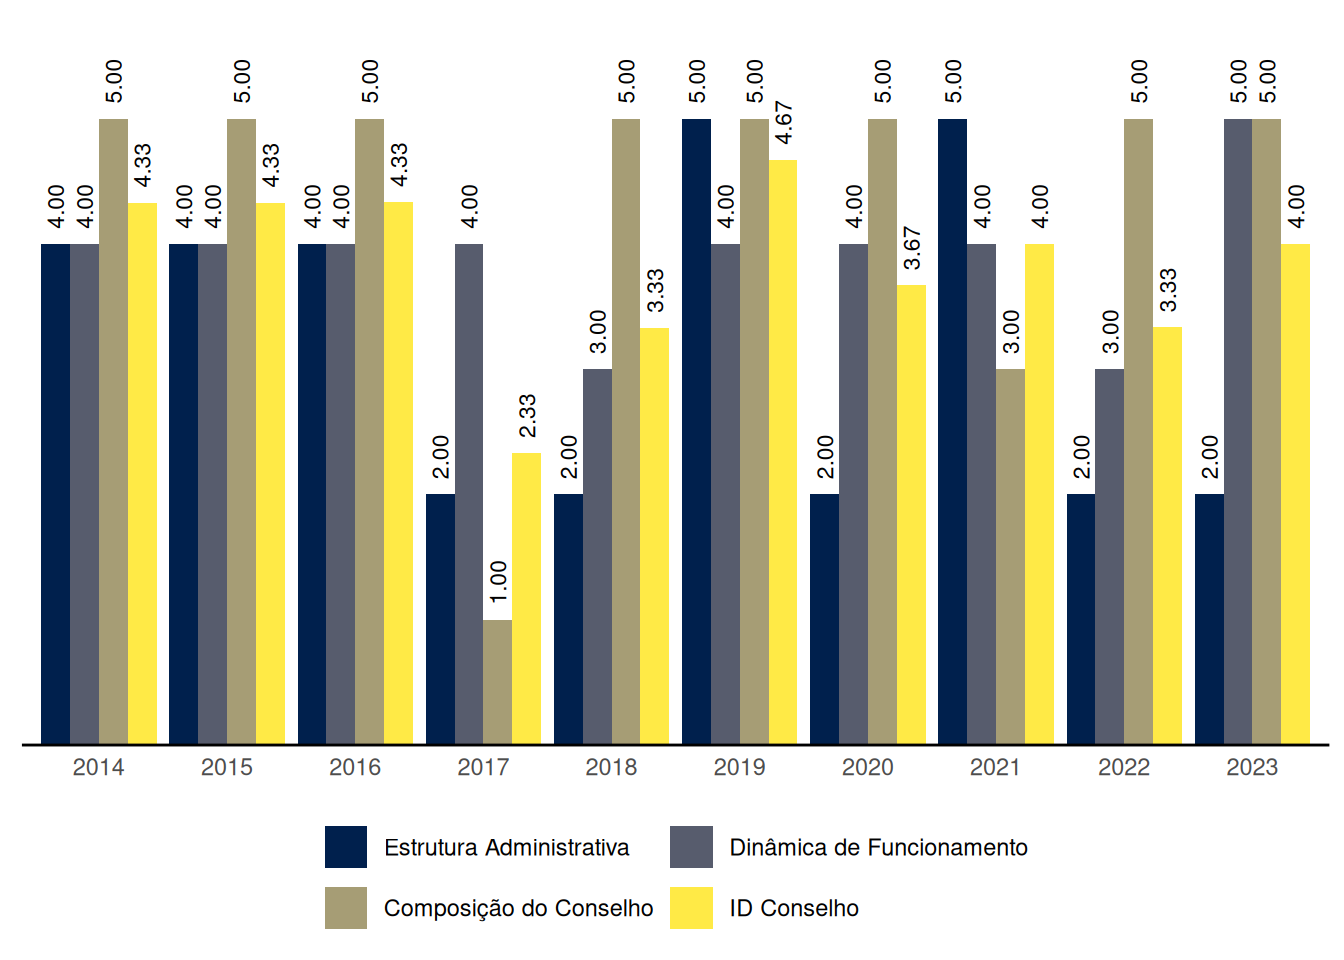 4.00 4.00 5.00 4.33
4.00 4.00 5.00 4.33
4.00 4.00 5.00 4.33
2.00 4.00 1.00 2.33
2.00 3.00 5.00 3.33
5.00 4.00 5.00 4.67
2.00 4.00 5.00 3.67
5.00 4.00 3.00 4.00
2.00 3.00 5.00 3.33
2.00 5.00 5.00 4.00
2014 2015 2016 2017 2018 2019 2020 2021 2022 2023
Estrutura Administrativa Dinâmica de Funcionamento
Composição do Conselho ID Conselho